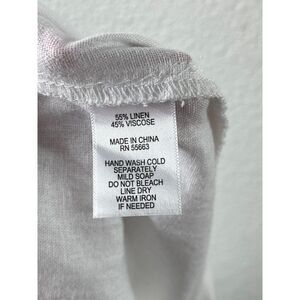 55% LINEN
45% VISCOSE
MADE IN CHINA
RN 55663
HAND WASH COLD
SEPARATELY
MILD SOAP
DO NOT BLEACH
LINE DRY
WARM IRON
IF NEEDED